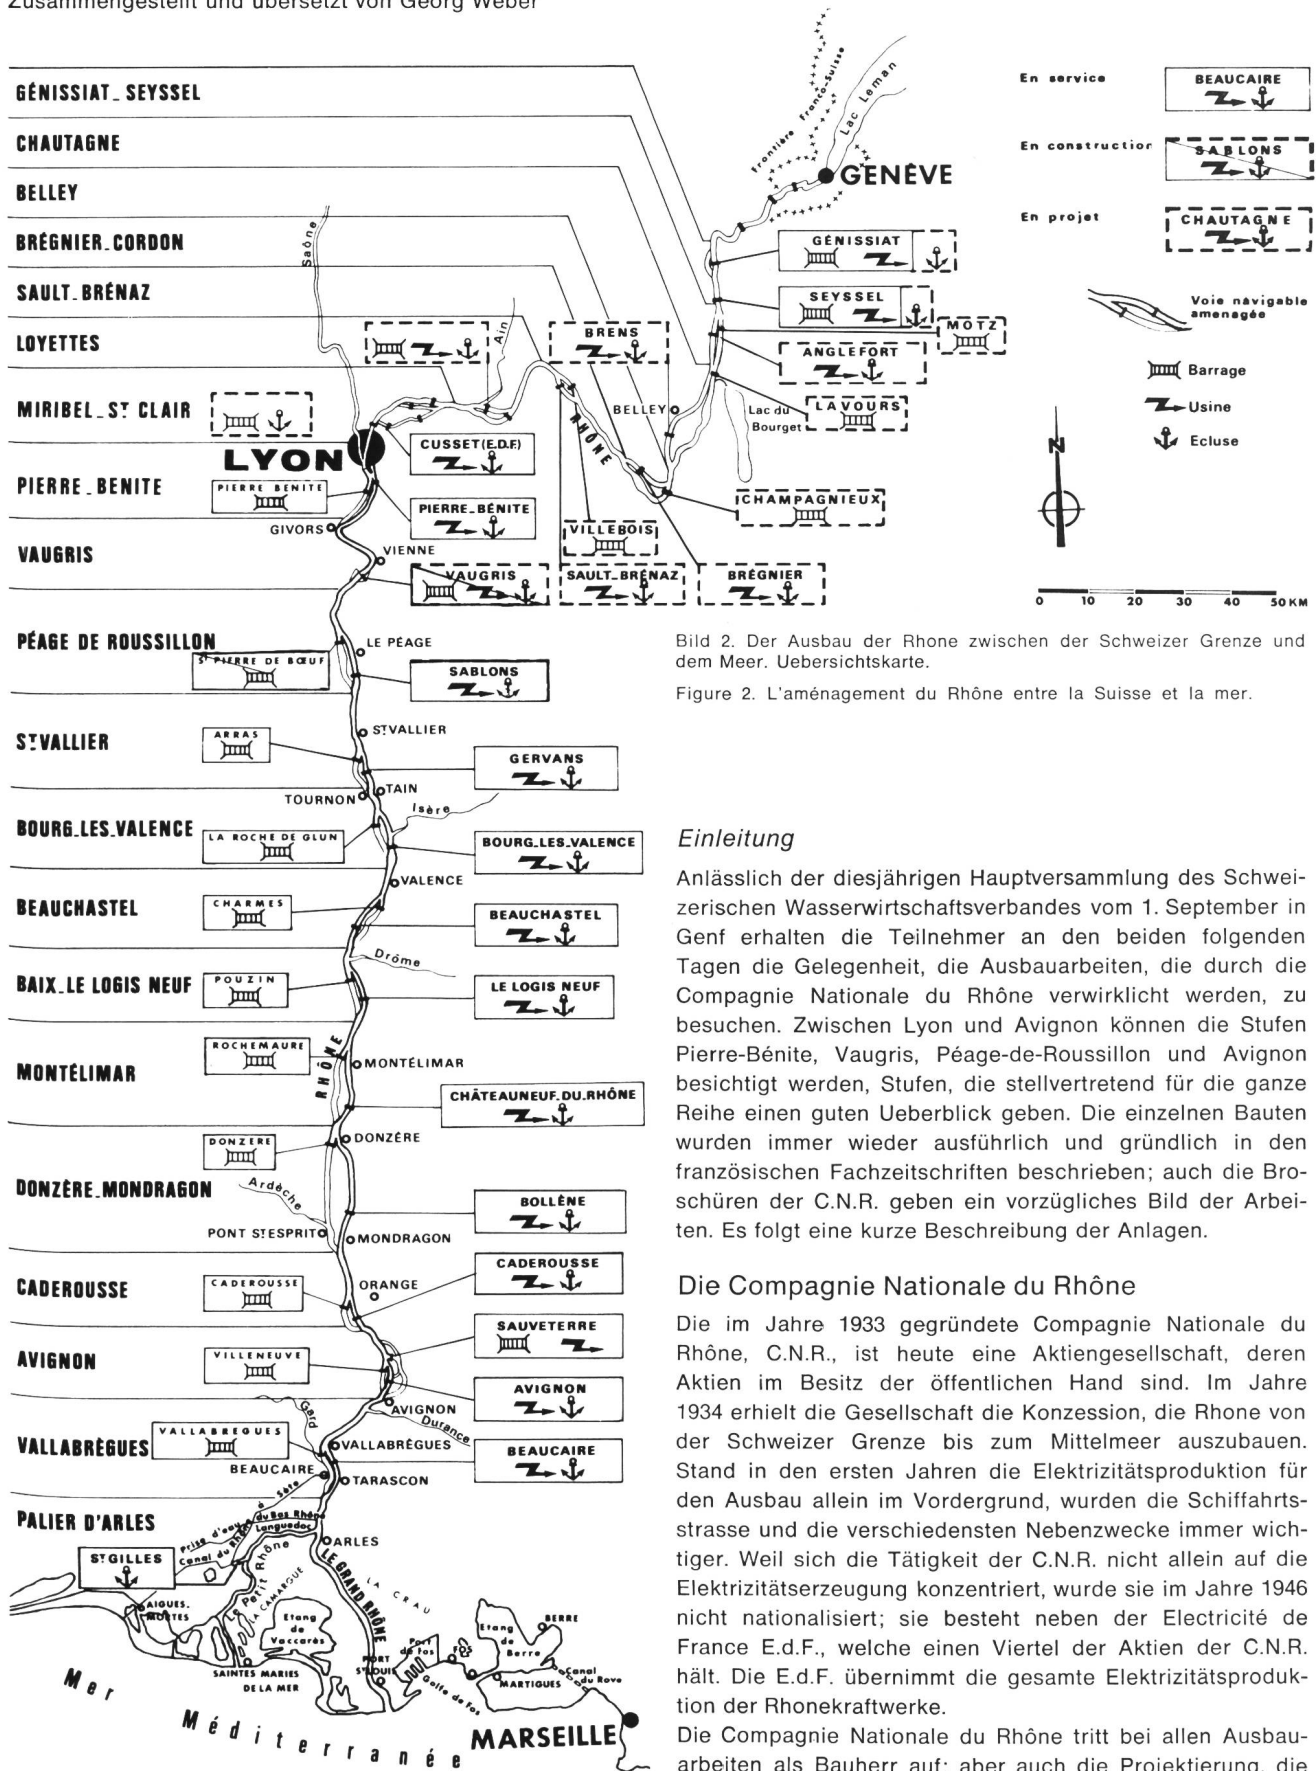 Zusammengestellt und übersetzt von Georg Weber
GÉNISSIAT_SEYSSEL
CHAUTAGNE
BELLEY
BRÉGNIER_CORDON
SAULT_BRÉNAZ
LOYETTES
MIRIBEL_ST CLAIR
PIERRE_BENITE
VAUGRIS
PÉAGE DE ROUSSILLON
ST VALLIER
BOURG_LES_VALENCE
BEAUCHASTEL
BAIX_LE LOGIS NEUF
MONTÉLIMAR
DONZÈRE_MONDRAGON
CADEROUSSE
AVIGNON
VALLABRÈGUES
PALIER D'ARLES
Saône
Ain
Frontière Franco-Suisse
Lac Leman
GENÈVE
GÉNISSIAT
SEYSSEL
MOTZ
ANGLEFORT
LAVOURS
BRENS
BELLEY
Lac du
Bourget
RHÔNE
CHAMPAGNIEUX
VILLEBOIS
SAULT_BRÉNAZ
BRÉGNIER
LYON
CUSSET (E.D.F.)
PIERRE BENITE
PIERRE_BÉNITE
GIVORS
VIENNE
VAUGRIS
LE PÉAGE
ST PIERRE DE BŒUF
SABLONS
ST VALLIER
ARRAS
GERVANS
TAIN
TOURNON
Isère
LA ROCHE DE GLUN
BOURG_LES_VALENCE
VALENCE
CHARMES
BEAUCHASTEL
Drôme
POUZIN
LE LOGIS NEUF
ROCHEMAURE
RHÔNE
MONTÉLIMAR
CHÂTEAUNEUF_DU_RHÔNE
DONZERE
DONZÈRE
Ardèche
BOLLÈNE
PONT ST ESPRIT
MONDRAGON
CADEROUSSE
CADEROUSSE
ORANGE
SAUVETERRE
VILLENEUVE
AVIGNON
AVIGNON
Gard
Durance
VALLABREGUES
VALLABRÈGUES
BEAUCAIRE
BEAUCAIRE
TARASCON
Prise d'eau
Canal du Rhône à Sète
du Bas Rhône
Languedoc
ARLES
ST GILLES
Le Petit Rhône
LA CAMARGUE
LE GRAND RHÔNE
LA CRAU
AIGUES_
MORTES
Etang
de
Vaccarès
SAINTES MARIES
DE LA MER
PORT
ST LOUIS
Port
de Fos
FOS
Golfe de Fos
Etang
de
Berre
BERRE
MARTIGUES
Canal
du Rove
MARSEILLE
Mer Méditerranée
En service
BEAUCAIRE
En construction
SABLONS
En projet
CHAUTAGNE
Voie navigable
amenagée
Barrage
Usine
Ecluse
N
0 10 20 30 40 50 KM
Bild 2. Der Ausbau der Rhone zwischen der Schweizer Grenze und
dem Meer. Uebersichtskarte.
Figure 2. L'aménagement du Rhône entre la Suisse et la mer.
Einleitung
Anlässlich der diesjährigen Hauptversammlung des Schwei-
zerischen Wasserwirtschaftsverbandes vom 1. September in
Genf erhalten die Teilnehmer an den beiden folgenden
Tagen die Gelegenheit, die Ausbauarbeiten, die durch die
Compagnie Nationale du Rhône verwirklicht werden, zu
besuchen. Zwischen Lyon und Avignon können die Stufen
Pierre-Bénite, Vaugris, Péage-de-Roussillon und Avignon
besichtigt werden, Stufen, die stellvertretend für die ganze
Reihe einen guten Ueberblick geben. Die einzelnen Bauten
wurden immer wieder ausführlich und gründlich in den
französischen Fachzeitschriften beschrieben; auch die Bro-
schüren der C.N.R. geben ein vorzügliches Bild der Arbei-
ten. Es folgt eine kurze Beschreibung der Anlagen.
Die Compagnie Nationale du Rhône
Die im Jahre 1933 gegründete Compagnie Nationale du
Rhône, C.N.R., ist heute eine Aktiengesellschaft, deren
Aktien im Besitz der öffentlichen Hand sind. Im Jahre
1934 erhielt die Gesellschaft die Konzession, die Rhone von
der Schweizer Grenze bis zum Mittelmeer auszubauen.
Stand in den ersten Jahren die Elektrizitätsproduktion für
den Ausbau allein im Vordergrund, wurden die Schiffahrts-
strasse und die verschiedensten Nebenzwecke immer wich-
tiger. Weil sich die Tätigkeit der C.N.R. nicht allein auf die
Elektrizitätserzeugung konzentriert, wurde sie im Jahre 1946
nicht nationalisiert; sie besteht neben der Electricité de
France E.d.F., welche einen Viertel der Aktien der C.N.R.
hält. Die E.d.F. übernimmt die gesamte Elektrizitätsproduk-
tion der Rhonekraftwerke.
Die Compagnie Nationale du Rhône tritt bei allen Ausbau-
arbeiten als Bauherr auf; aber auch die Projektierung, die